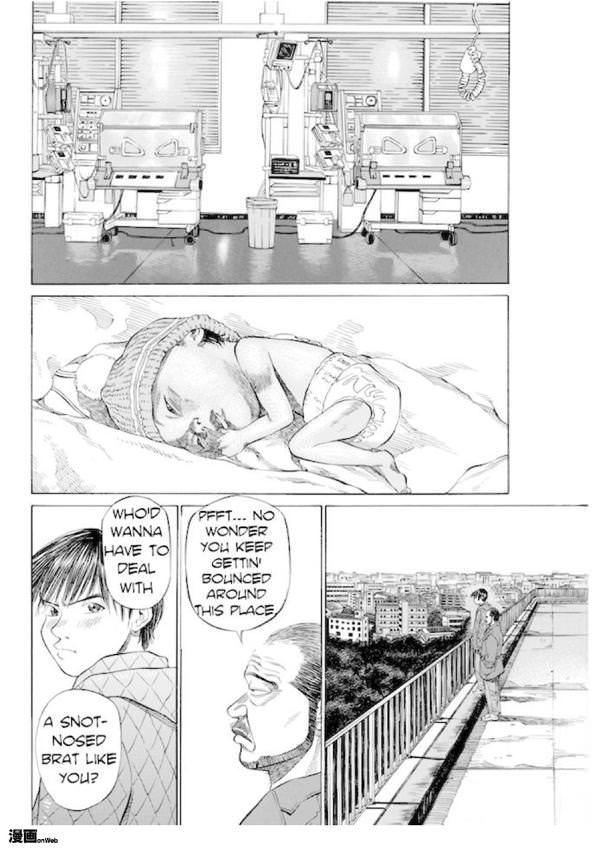 PFFT... NO
WONDER
YOU KEEP
GETTIN'
BOUNCED
AROUND
THIS PLACE
WHO'D
WANNA
HAVE TO
DEAL
WITH
A SNOT-
NOSED
BRAT LIKE
YOU?
漫画onWeb